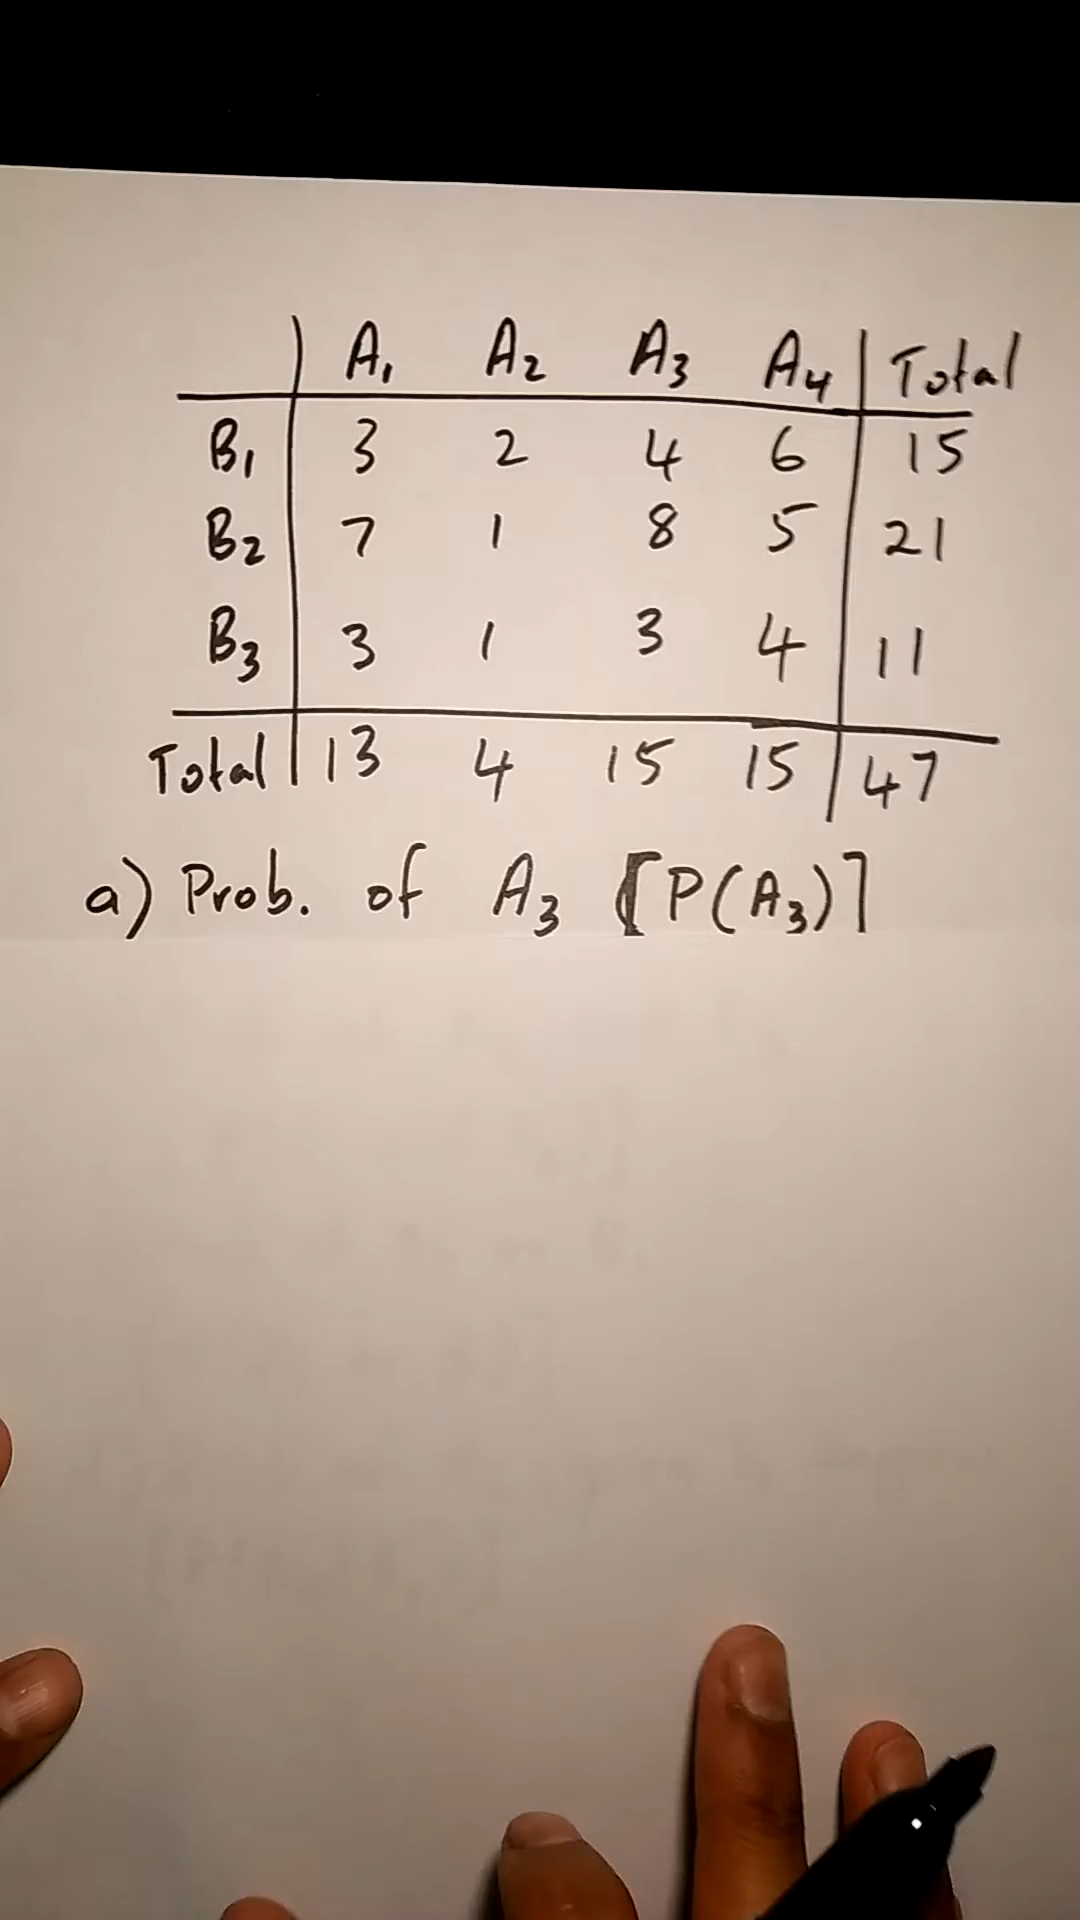 A₁ A₂ A₃ A₄ Total
B₁ 3 2 4 6 15
B₂ 7 1 8 5 21
B₃ 3 1 3 4 11
Total 13 4 15 15 47
a) Prob. of A₃ [P(A₃)]